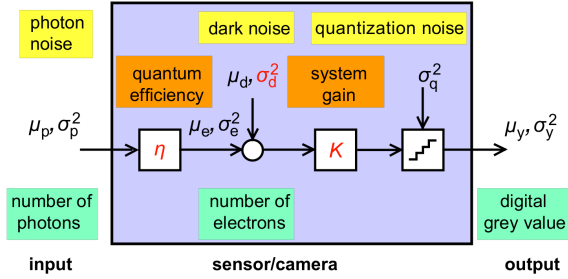 photon
noise
dark noise
quantization noise
quantum
efficiency
μd,σd²
system
gain
σq²
μp,σp²
η
μe,σe²
K
μy,σy²
number of
photons
number of
electrons
digital
grey value
input
sensor/camera
output